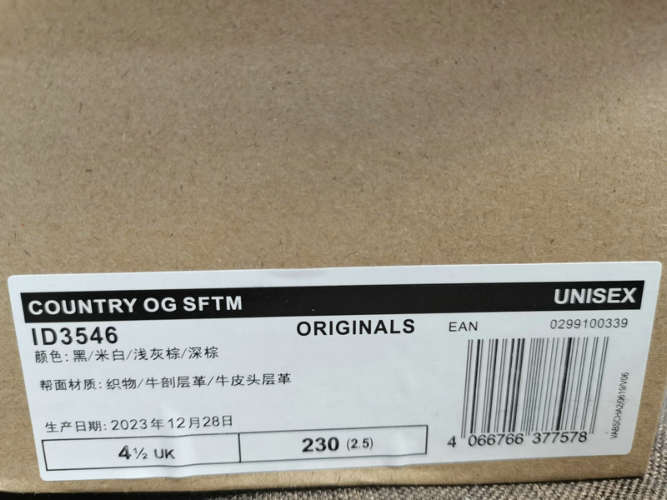 COUNTRY OG SFTM UNISEX
ID3546 ORIGINALS EAN 0299100339
颜色: 黑/米白/浅灰棕/深棕
帮面材质: 织物/牛剖层革/牛皮头层革
生产日期: 2023年12月28日
4½ UK 230 (2.5)
4 066766 377578